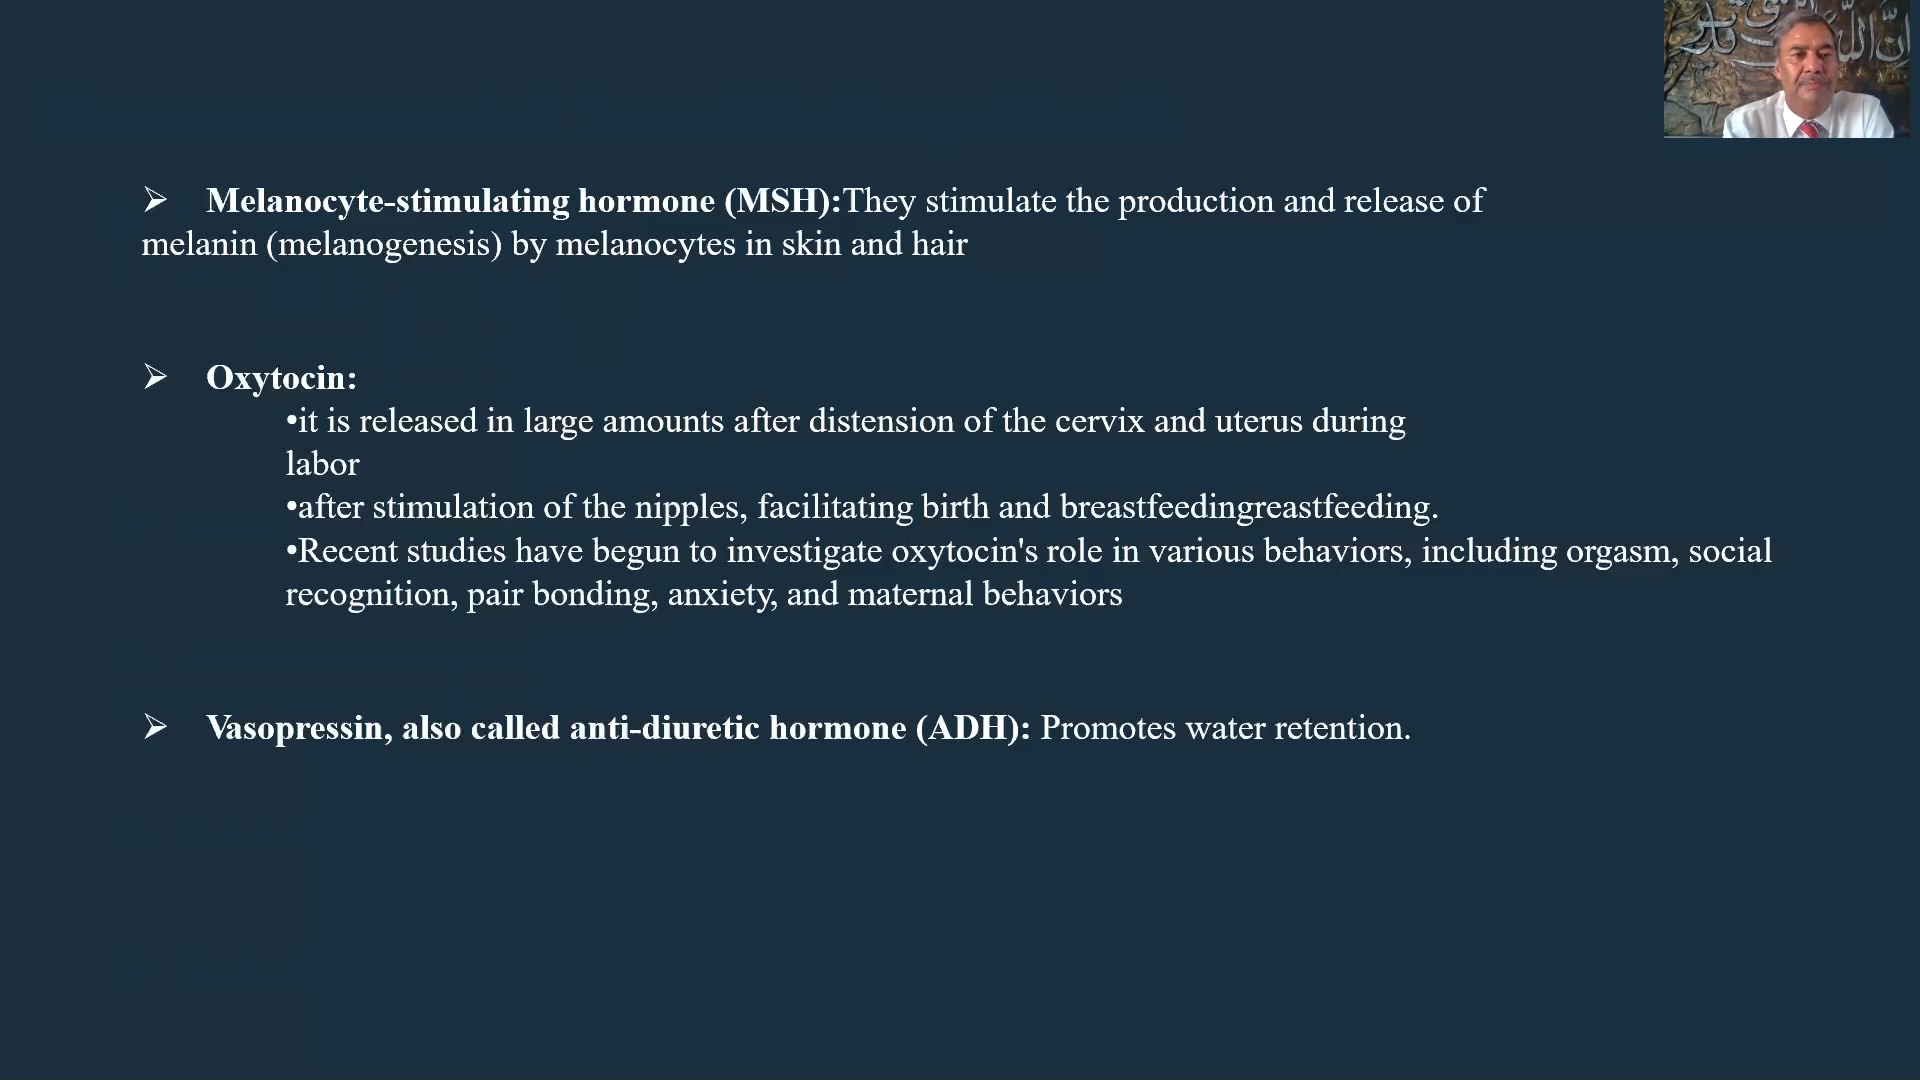 ➢ Melanocyte-stimulating hormone (MSH):They stimulate the production and release of
melanin (melanogenesis) by melanocytes in skin and hair
➢ Oxytocin:
•it is released in large amounts after distension of the cervix and uterus during
labor
•after stimulation of the nipples, facilitating birth and breastfeedingreastfeeding.
•Recent studies have begun to investigate oxytocin's role in various behaviors, including orgasm, social
recognition, pair bonding, anxiety, and maternal behaviors
➢ Vasopressin, also called anti-diuretic hormone (ADH): Promotes water retention.